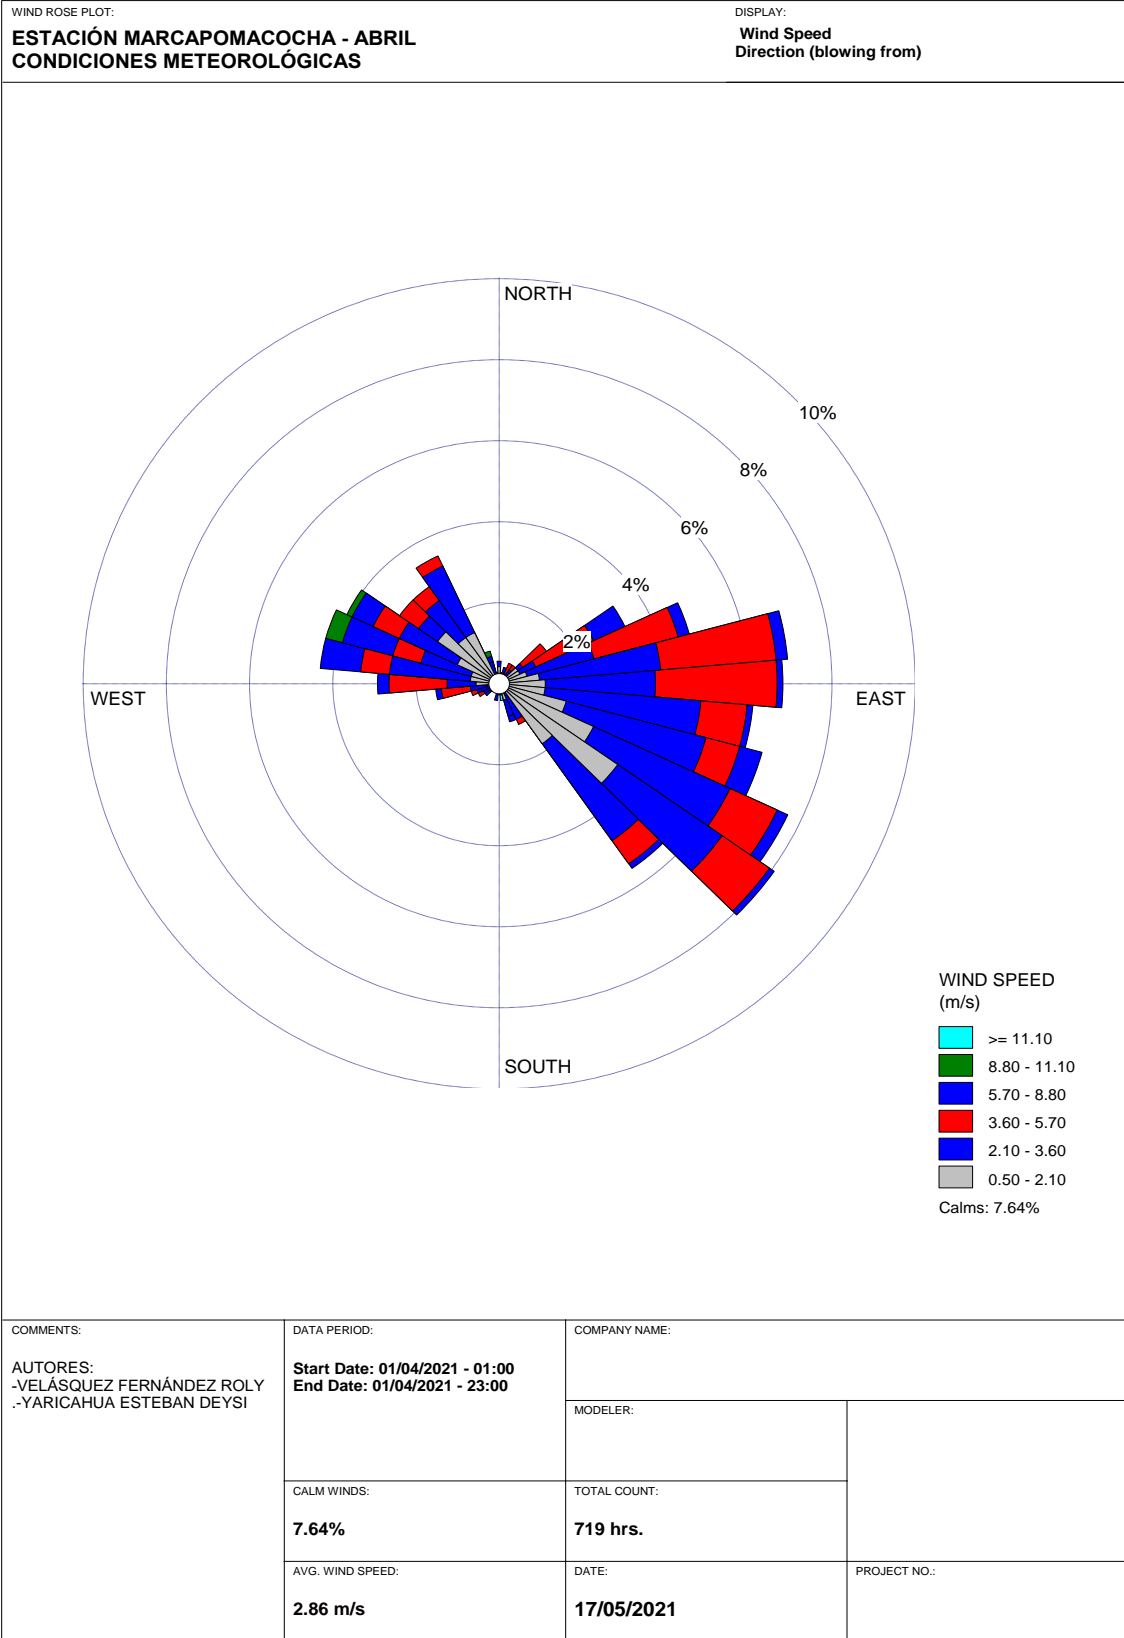 WIND ROSE PLOT:
ESTACIÓN MARCAPOMACOCHA - ABRIL
CONDICIONES METEOROLÓGICAS
DISPLAY:
Wind Speed
Direction (blowing from)
NORTH
10%
8%
6%
4%
2%
WEST
EAST
SOUTH
WIND SPEED
(m/s)
>= 11.10
8.80 - 11.10
5.70 - 8.80
3.60 - 5.70
2.10 - 3.60
0.50 - 2.10
Calms: 7.64%
COMMENTS:
AUTORES:
-VELÁSQUEZ FERNÁNDEZ ROLY
.-YARICAHUA ESTEBAN DEYSI
DATA PERIOD:
Start Date: 01/04/2021 - 01:00
End Date: 01/04/2021 - 23:00
COMPANY NAME:
MODELER:
CALM WINDS:
7.64%
TOTAL COUNT:
719 hrs.
AVG. WIND SPEED:
2.86 m/s
DATE:
17/05/2021
PROJECT NO.: